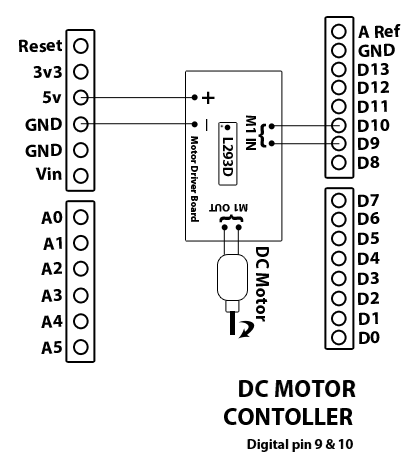 Reset
3v3
5v
GND
GND
Vin
A0
A1
A2
A3
A4
A5
+
–
Motor Driver Board
L293D
M1 IN
M1 OUT
DC Motor
A Ref
GND
D13
D12
D11
D10
D9
D8
D7
D6
D5
D4
D3
D2
D1
D0
DC MOTOR
CONTOLLER
Digital pin 9 & 10